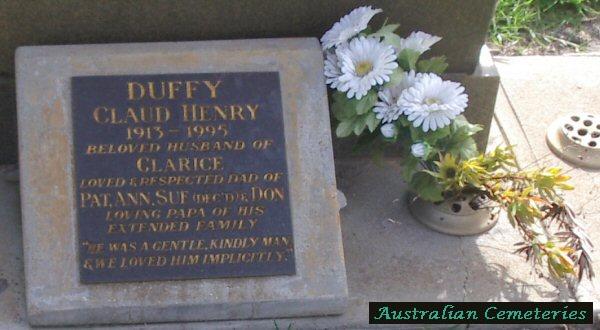 DUFFY
CLAUD HENRY
1913 - 1995
BELOVED HUSBAND OF
CLARICE
LOVED & RESPECTED DAD OF
PAT, ANN, SUE (DEC'D) & DON
LOVING PAPA OF HIS
EXTENDED FAMILY
"HE WAS A GENTLE, KINDLY MAN
& WE LOVED HIM IMPLICITLY."
Australian Cemeteries